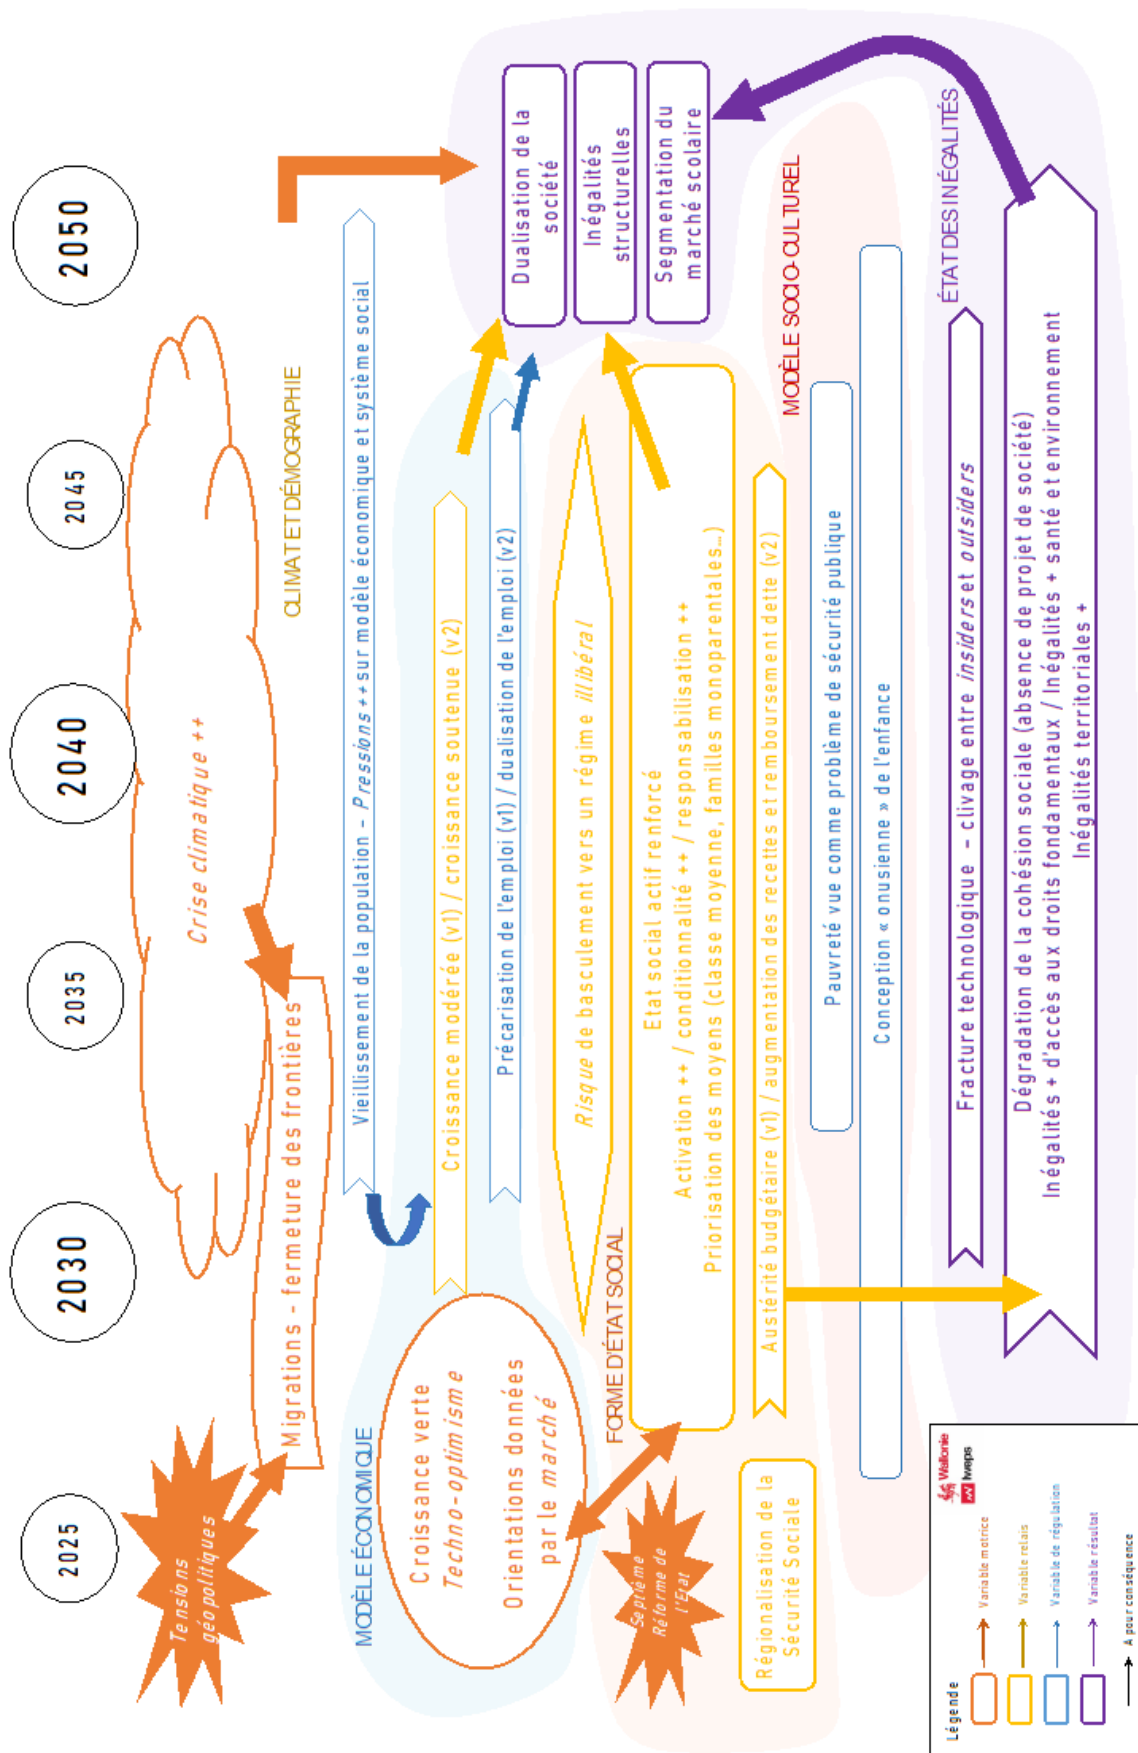 2025
2030
2035
2040
2045
2050
Tensions
géopolitiques
Crise climatique ++
Migrations – fermeture des frontières
CLIMAT ET DÉMOGRAPHIE
Vieillissement de la population – Pressions ++ sur modèle économique et système social
MODÈLE ÉCONOMIQUE
Croissance verte
Techno-optimisme
Orientations données
par le marché
Croissance modérée (v1) / croissance soutenue (v2)
Précarisation de l'emploi (v1) / dualisation de l'emploi (v2)
Dualisation de la
société
Inégalités
structurelles
Segmentation du
marché scolaire
Risque de basculement vers un régime illibéral
FORME D'ÉTAT SOCIAL
Septième
Réforme de
l'Etat
Etat social actif renforcé
Activation ++ / conditionnalité ++ / responsabilisation ++
Priorisation des moyens (classe moyenne, familles monoparentales…)
Régionalisation de la
Sécurité Sociale
Austérité budgétaire (v1) / augmentation des recettes et remboursement dette (v2)
MODÈLE SOCIO-CULTUREL
Pauvreté vue comme problème de sécurité publique
Conception « onusienne » de l'enfance
ÉTAT DES INÉGALITÉS
Fracture technologique – clivage entre insiders et outsiders
Dégradation de la cohésion sociale (absence de projet de société)
Inégalités + d'accès aux droits fondamentaux / Inégalités + santé et environnement
Inégalités territoriales +
Légende
Wallonie
iweps
Variable motrice
Variable relais
Variable de régulation
Variable résultat
A pour conséquence